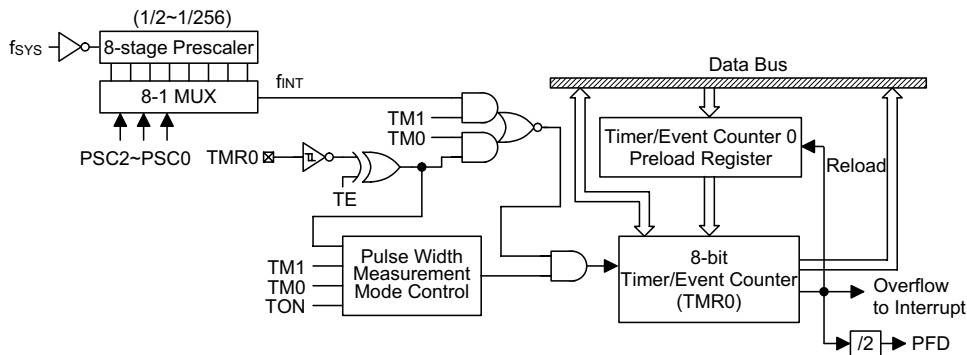 (1/2~1/256)
fSYS
8-stage Prescaler
8-1 MUX
fINT
PSC2~PSC0
TMR0
TE
TM1
TM0
TM1
TM0
TON
Pulse Width
Measurement
Mode Control
Data Bus
Timer/Event Counter 0
Preload Register
Reload
8-bit
Timer/Event Counter
(TMR0)
Overflow
to Interrupt
/2
PFD